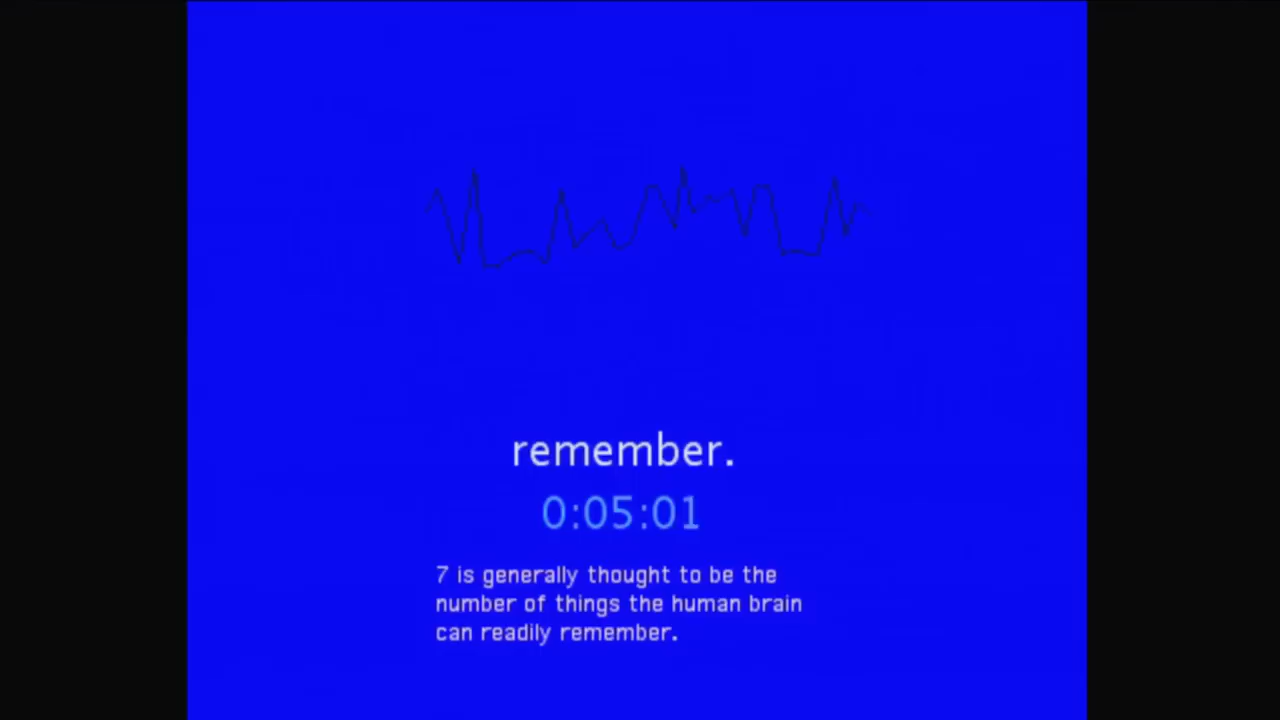 remember.
0:05:01
7 is generally thought to be the
number of things the human brain
can readily remember.